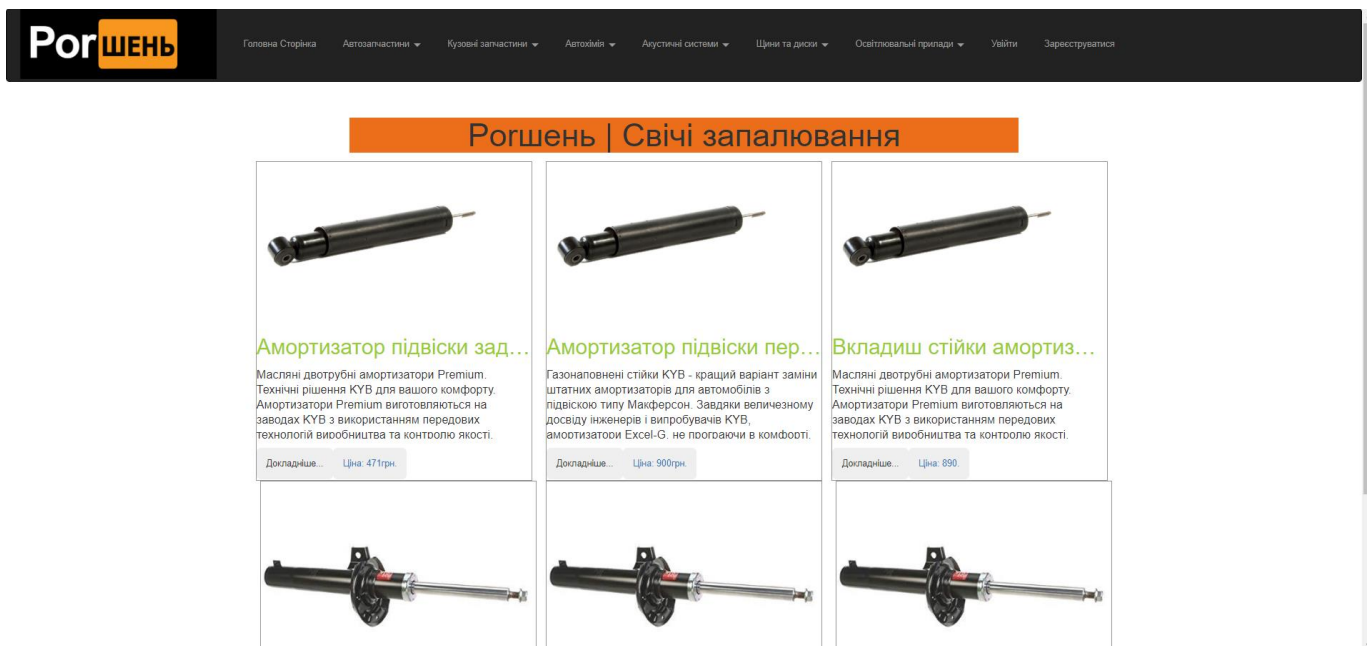 Porшень
Головна Сторінка Автозапчастини Кузовні запчастини Автохімія Акустичні системи Щини та диски Освітлювальні прилади Увійти Зареєструватися
Porшень | Свічі запалювання
Амортизатор підвіски зад...
Масляні двотрубні амортизатори Premium.
Технічні рішення KYB для вашого комфорту.
Амортизатори Premium виготовляються на
заводах KYB з використанням передових
технологій виробництва та контролю якості.
Докладніше... Ціна: 471грн.
Амортизатор підвіски пер...
Газонаповнені стійки KYB - кращий варіант заміни
штатних амортизаторів для автомобілів з
підвіскою типу Макферсон. Завдяки величезному
досвіду інженерів і випробувачів KYB,
амортизатори Excel-G, не програючи в комфорті,
Докладніше... Ціна: 900грн.
Вкладиш стійки амортиз...
Масляні двотрубні амортизатори Premium.
Технічні рішення KYB для вашого комфорту.
Амортизатори Premium виготовляються на
заводах KYB з використанням передових
технологій виробництва та контролю якості.
Докладніше... Ціна: 890.